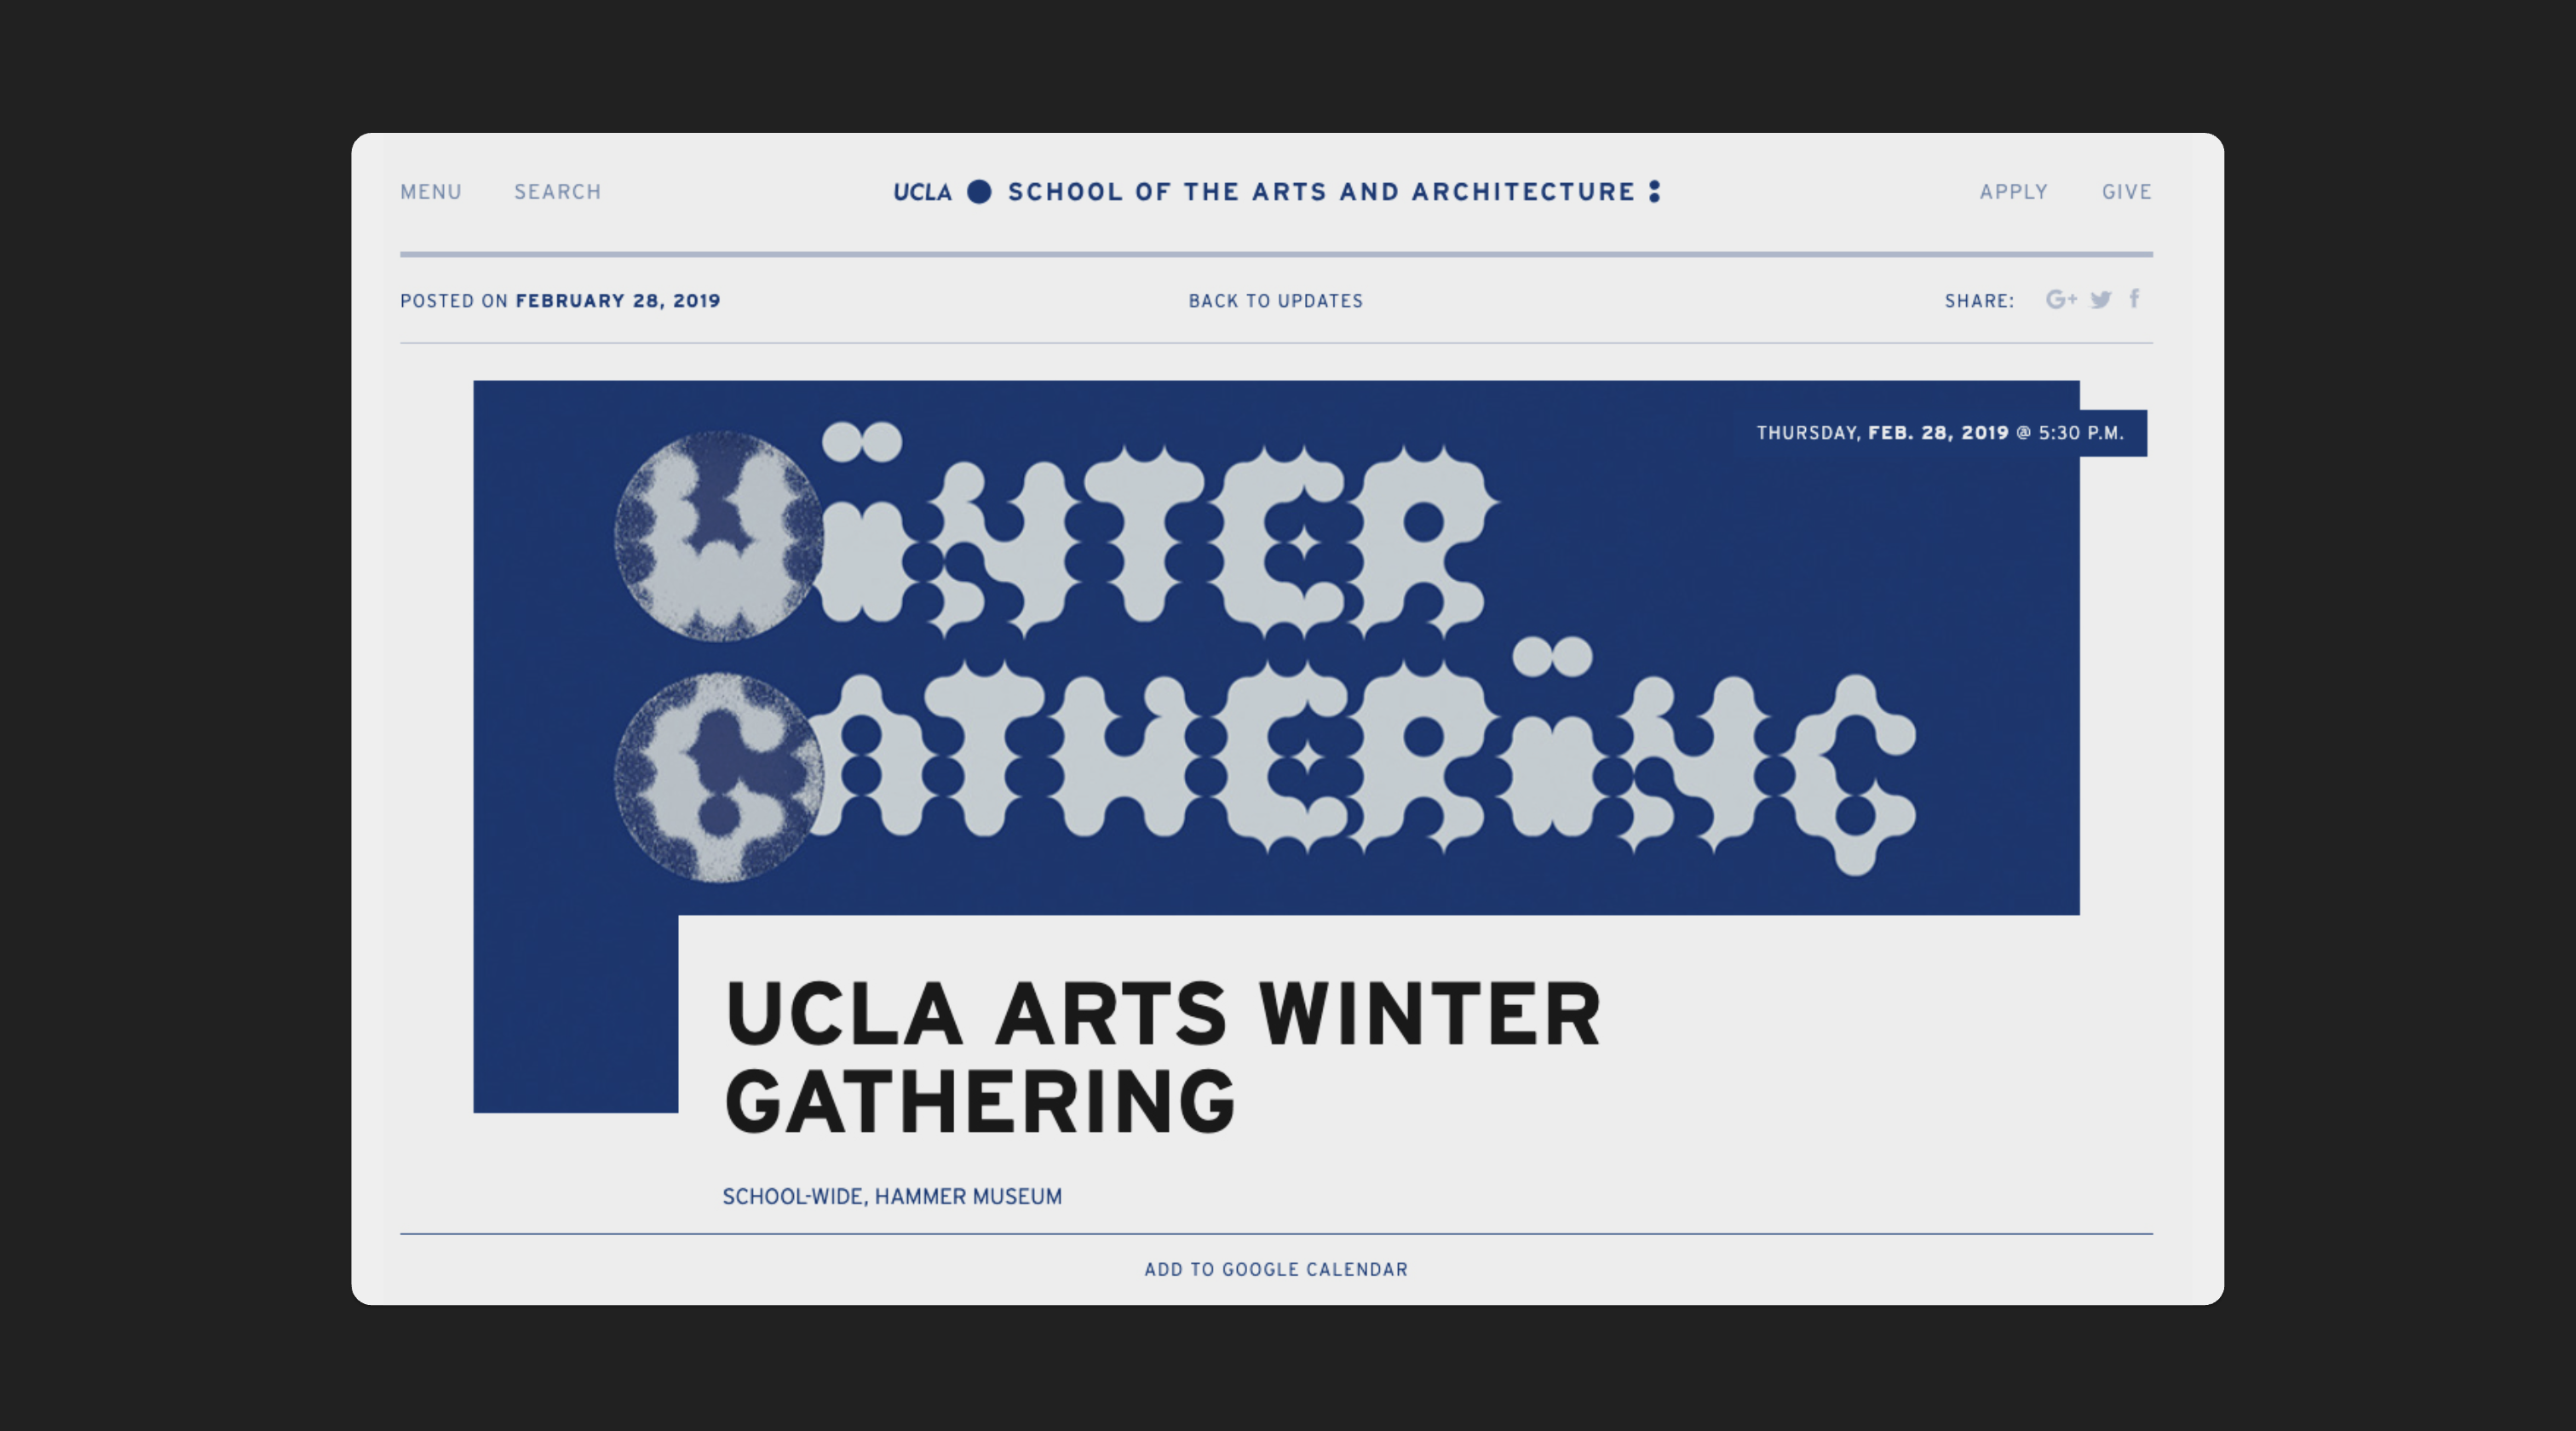 MENU SEARCH UCLA SCHOOL OF THE ARTS AND ARCHITECTURE APPLY GIVE
POSTED ON FEBRUARY 28, 2019 BACK TO UPDATES SHARE: G+ f
THURSDAY, FEB. 28, 2019 @ 5:30 P.M.
WïNTER
GATHERïNG
UCLA ARTS WINTER
GATHERING
SCHOOL-WIDE, HAMMER MUSEUM
ADD TO GOOGLE CALENDAR